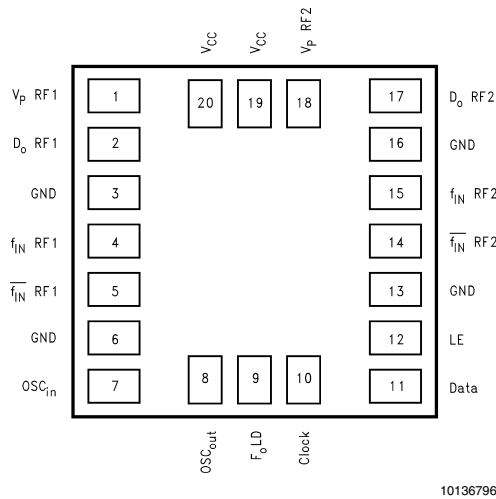 V_CC V_CC V_P RF2
V_P RF1 1 20 19 18 17 D_o RF2
D_o RF1 2 16 GND
GND 3 15 f_IN RF2
f_IN RF1 4 14 f̅_I̅N̅ RF2
f̅_I̅N̅ RF1 5 13 GND
GND 6 12 LE
OSC_in 7 8 9 10 11 Data
OSC_out F_oLD Clock
10136796